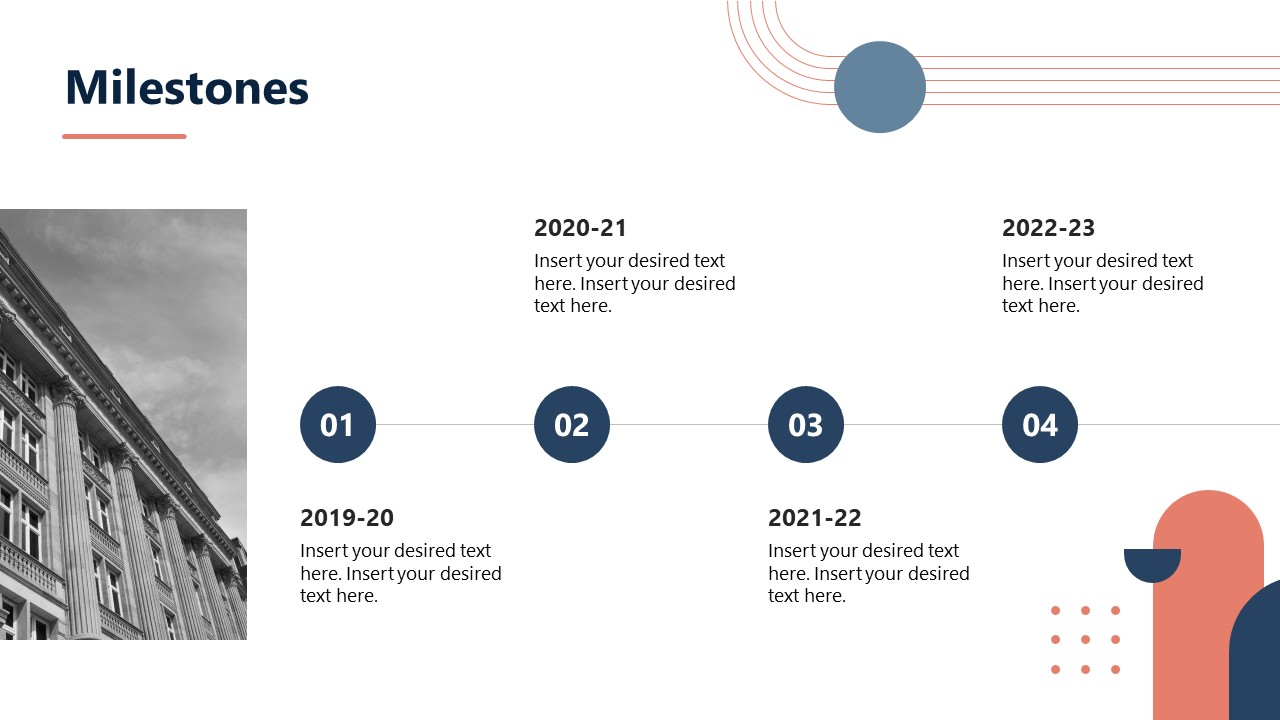 Milestones
2020-21
Insert your desired text
here. Insert your desired
text here.
2022-23
Insert your desired text
here. Insert your desired
text here.
01
02
03
04
2019-20
Insert your desired text
here. Insert your desired
text here.
2021-22
Insert your desired text
here. Insert your desired
text here.